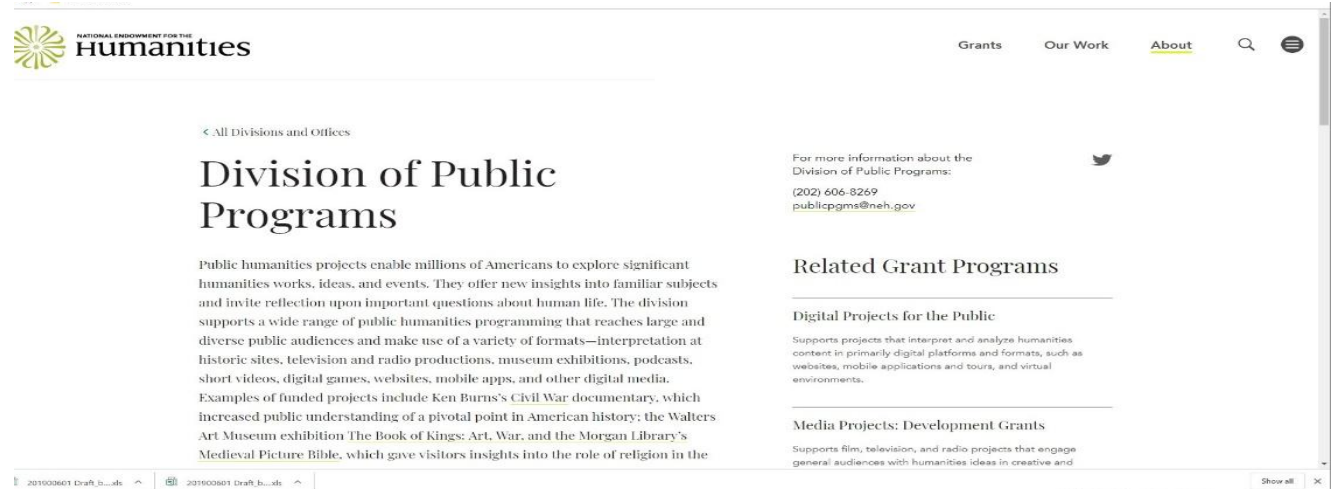 NATIONAL ENDOWMENT FOR THE
Humanities
Grants Our Work About
All Divisions and Offices
Division of Public
Programs
Public humanities projects enable millions of Americans to explore significant
humanities works, ideas, and events. They offer new insights into familiar subjects
and invite reflection upon important questions about human life. The division
supports a wide range of public humanities programming that reaches large and
diverse public audiences and make use of a variety of formats—interpretation at
historic sites, television and radio productions, museum exhibitions, podcasts,
short videos, digital games, websites, mobile apps, and other digital media.
Examples of funded projects include Ken Burns's Civil War documentary, which
increased public understanding of a pivotal point in American history; the Walters
Art Museum exhibition The Book of Kings: Art, War, and the Morgan Library's
Medieval Picture Bible, which gave visitors insights into the role of religion in the
For more information about the
Division of Public Programs:
(202) 606-8269
publicpgms@neh.gov
Related Grant Programs
Digital Projects for the Public
Supports projects that interpret and analyze humanities
content in primarily digital platforms and formats, such as
websites, mobile applications and tours, and virtual
environments.
Media Projects: Development Grants
Supports film, television, and radio projects that engage
general audiences with humanities ideas in creative and
201900601 Draft_b....xls 201900601 Draft_b....xls Show all